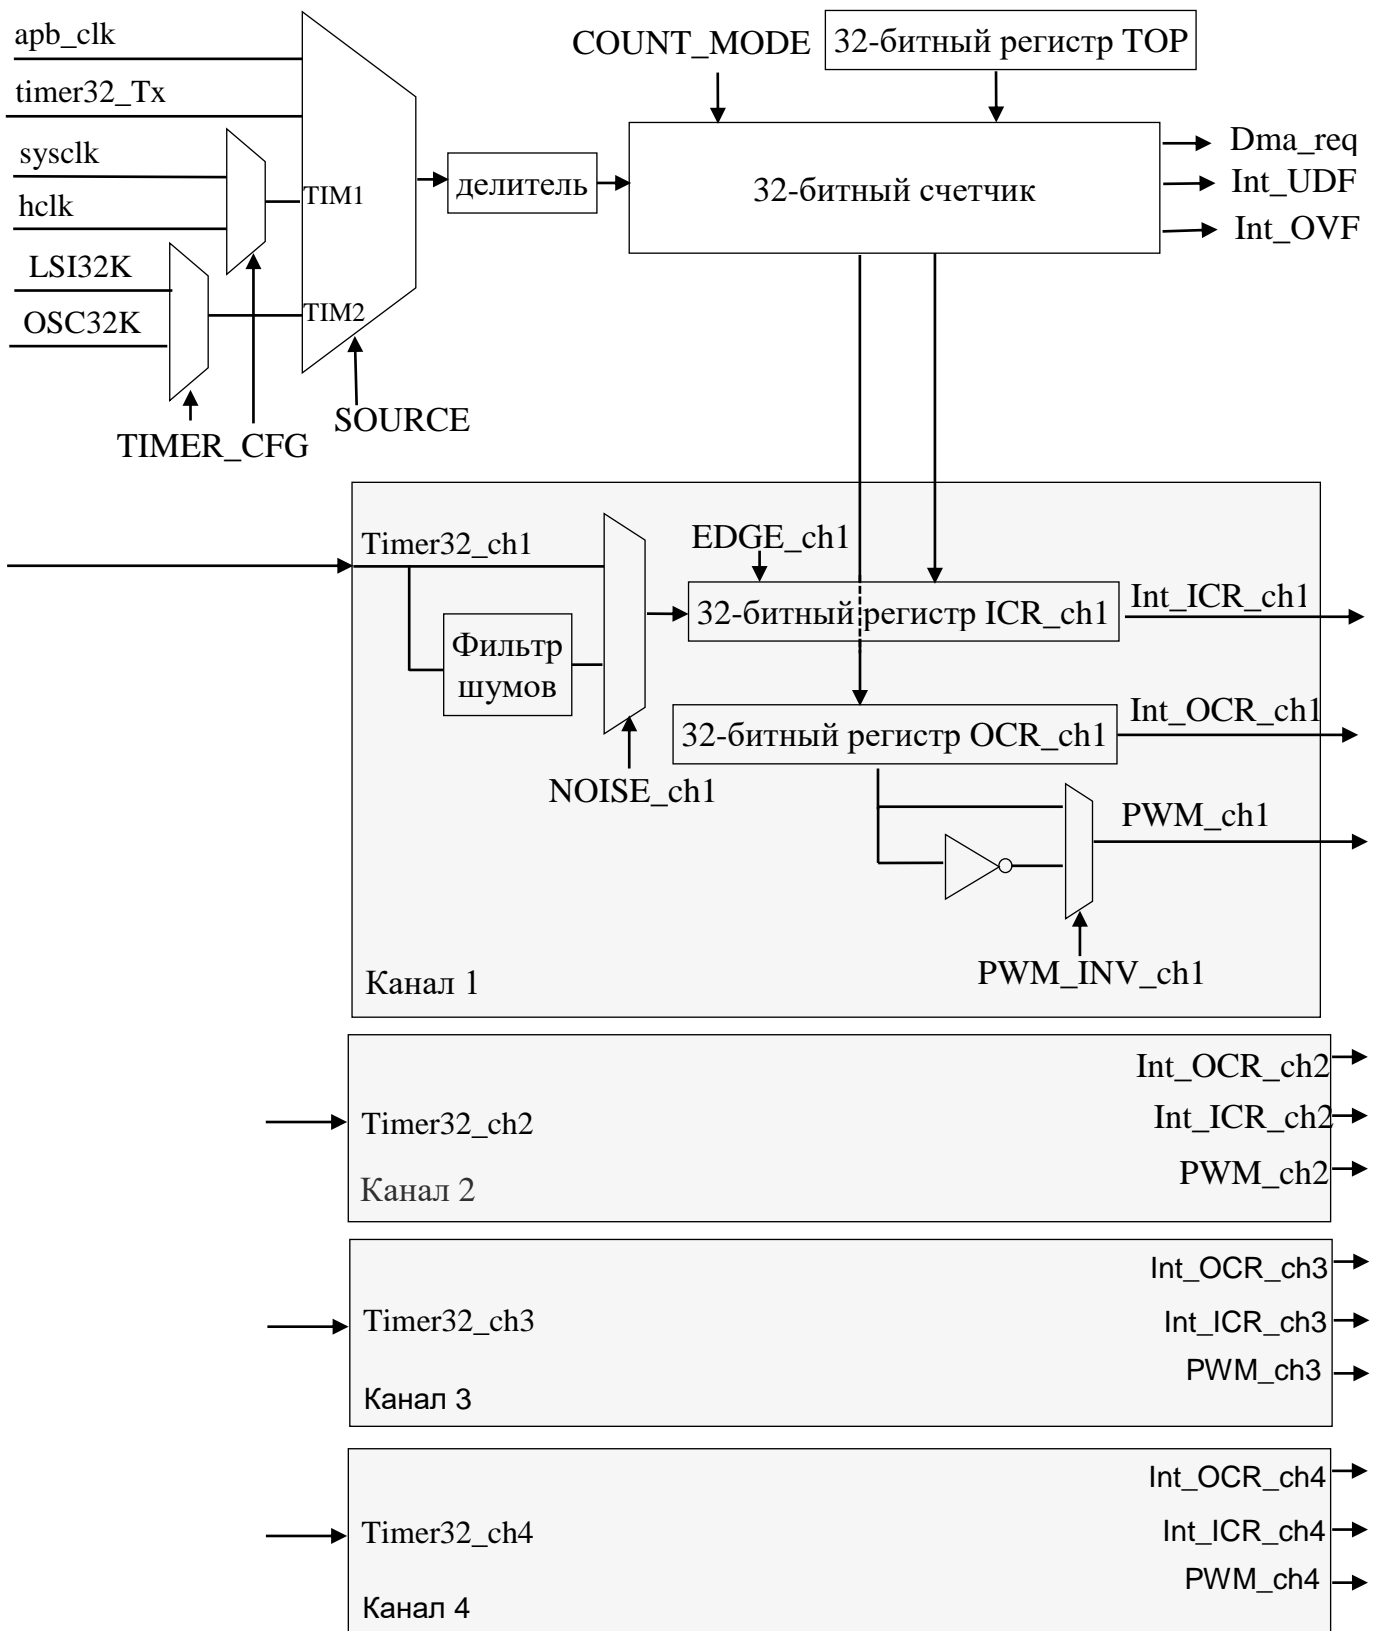 apb_clk
timer32_Tx
sysclk
hclk
LSI32K
OSC32K
TIM1
TIM2
TIMER_CFG
SOURCE
делитель
COUNT_MODE
32-битный регистр TOP
32-битный счетчик
Dma_req
Int_UDF
Int_OVF
Timer32_ch1
EDGE_ch1
32-битный регистр ICR_ch1
Int_ICR_ch1
Фильтр
шумов
32-битный регистр OCR_ch1
Int_OCR_ch1
NOISE_ch1
PWM_ch1
PWM_INV_ch1
Канал 1
Int_OCR_ch2
Timer32_ch2
Int_ICR_ch2
PWM_ch2
Канал 2
Int_OCR_ch3
Timer32_ch3
Int_ICR_ch3
PWM_ch3
Канал 3
Int_OCR_ch4
Timer32_ch4
Int_ICR_ch4
PWM_ch4
Канал 4